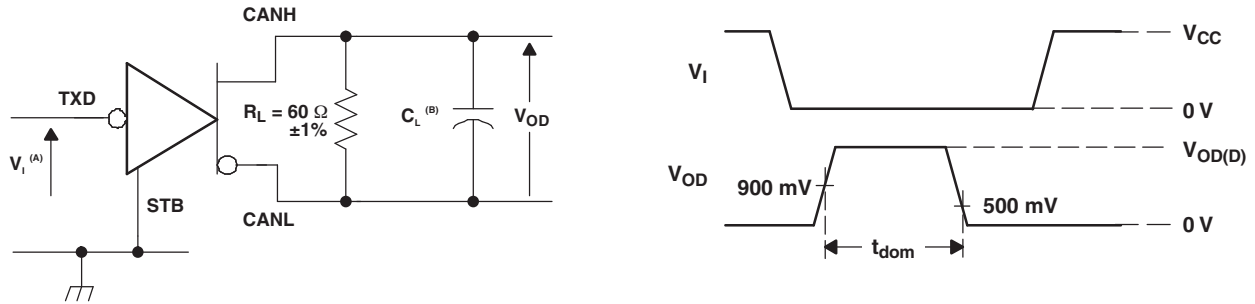 CANH
TXD
R_L = 60 Ω
±1%
C_L (B)
V_OD
V_I (A)
STB
CANL
V_I
V_CC
0 V
V_OD
900 mV
500 mV
V_OD(D)
0 V
t_dom